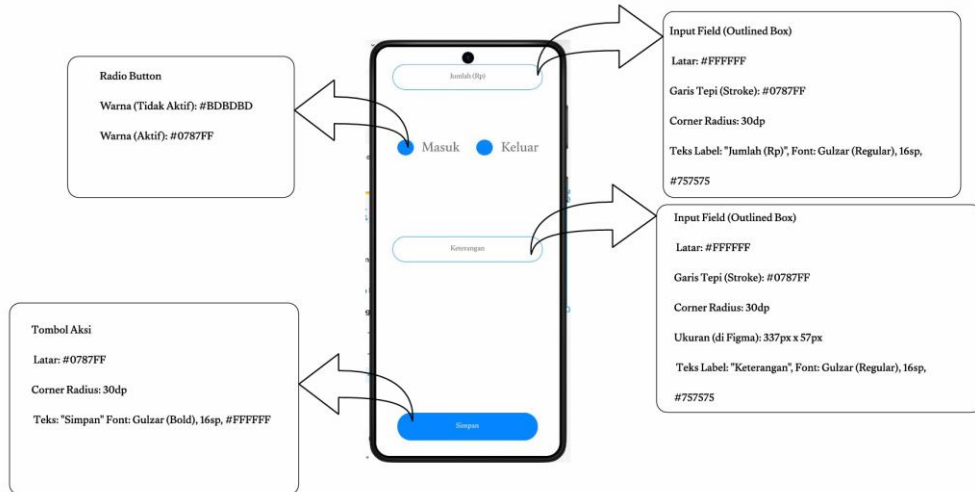 Input Field (Outlined Box)
Latar: #FFFFFF
Garis Tepi (Stroke): #0787FF
Corner Radius: 30dp
Teks Label: "Jumlah (Rp)", Font: Gulzar (Regular), 16sp,
#757575
Radio Button
Warna (Tidak Aktif): #BDBDBD
Warna (Aktif): #0787FF
Jumlah (Rp)
Masuk
Keluar
Keterangan
Simpan
Input Field (Outlined Box)
Latar: #FFFFFF
Garis Tepi (Stroke): #0787FF
Corner Radius: 30dp
Ukuran (di Figma): 337px x 57px
Teks Label: "Keterangan", Font: Gulzar (Regular), 16sp,
#757575
Tombol Aksi
Latar: #0787FF
Corner Radius: 30dp
Teks: "Simpan" Font: Gulzar (Bold), 16sp, #FFFFFF